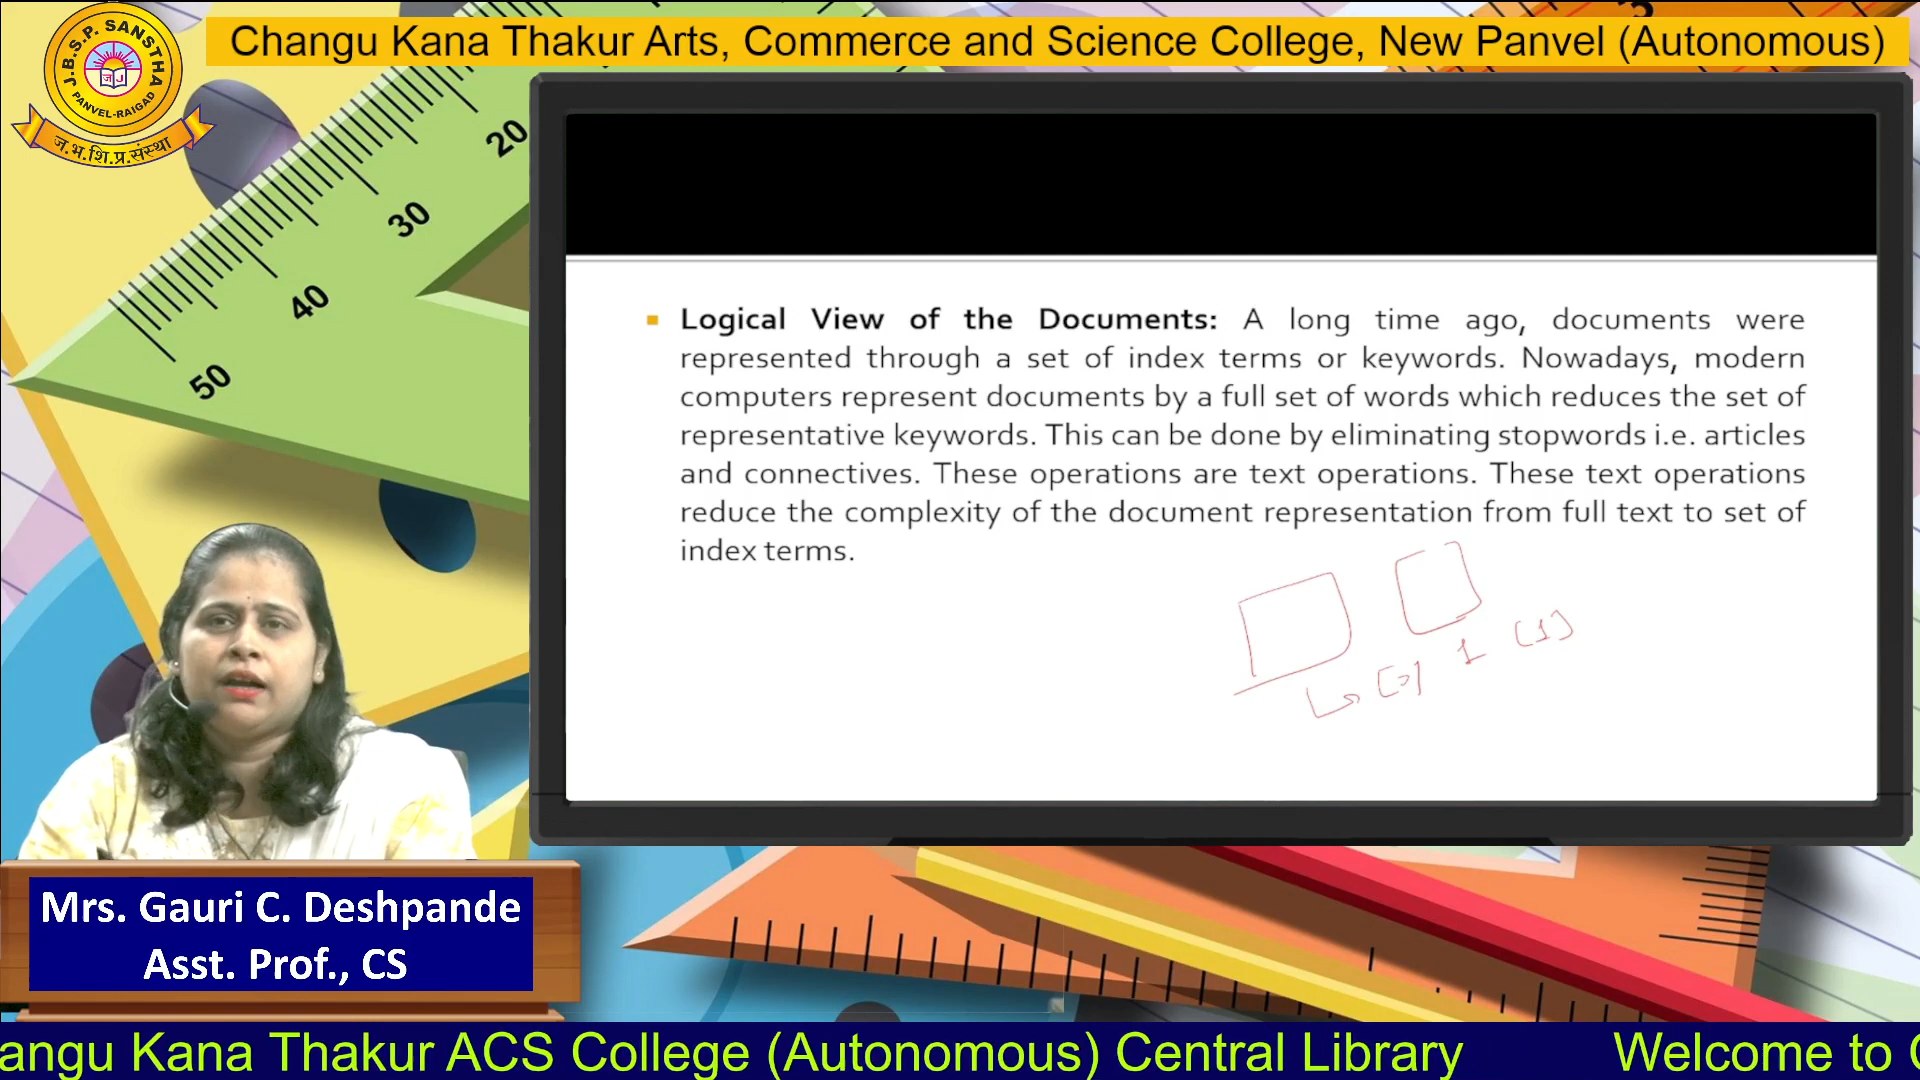 J.B.S.P. SANSTHA
PANVEL-RAIGAD
ज.भ.शि.प्र.संस्था
Changu Kana Thakur Arts, Commerce and Science College, New Panvel (Autonomous)
20
30
40
50
Logical View of the Documents: A long time ago, documents were
represented through a set of index terms or keywords. Nowadays, modern
computers represent documents by a full set of words which reduces the set of
representative keywords. This can be done by eliminating stopwords i.e. articles
and connectives. These operations are text operations. These text operations
reduce the complexity of the document representation from full text to set of
index terms.
1 (1)
Mrs. Gauri C. Deshpande
Asst. Prof., CS
angu Kana Thakur ACS College (Autonomous) Central Library Welcome to